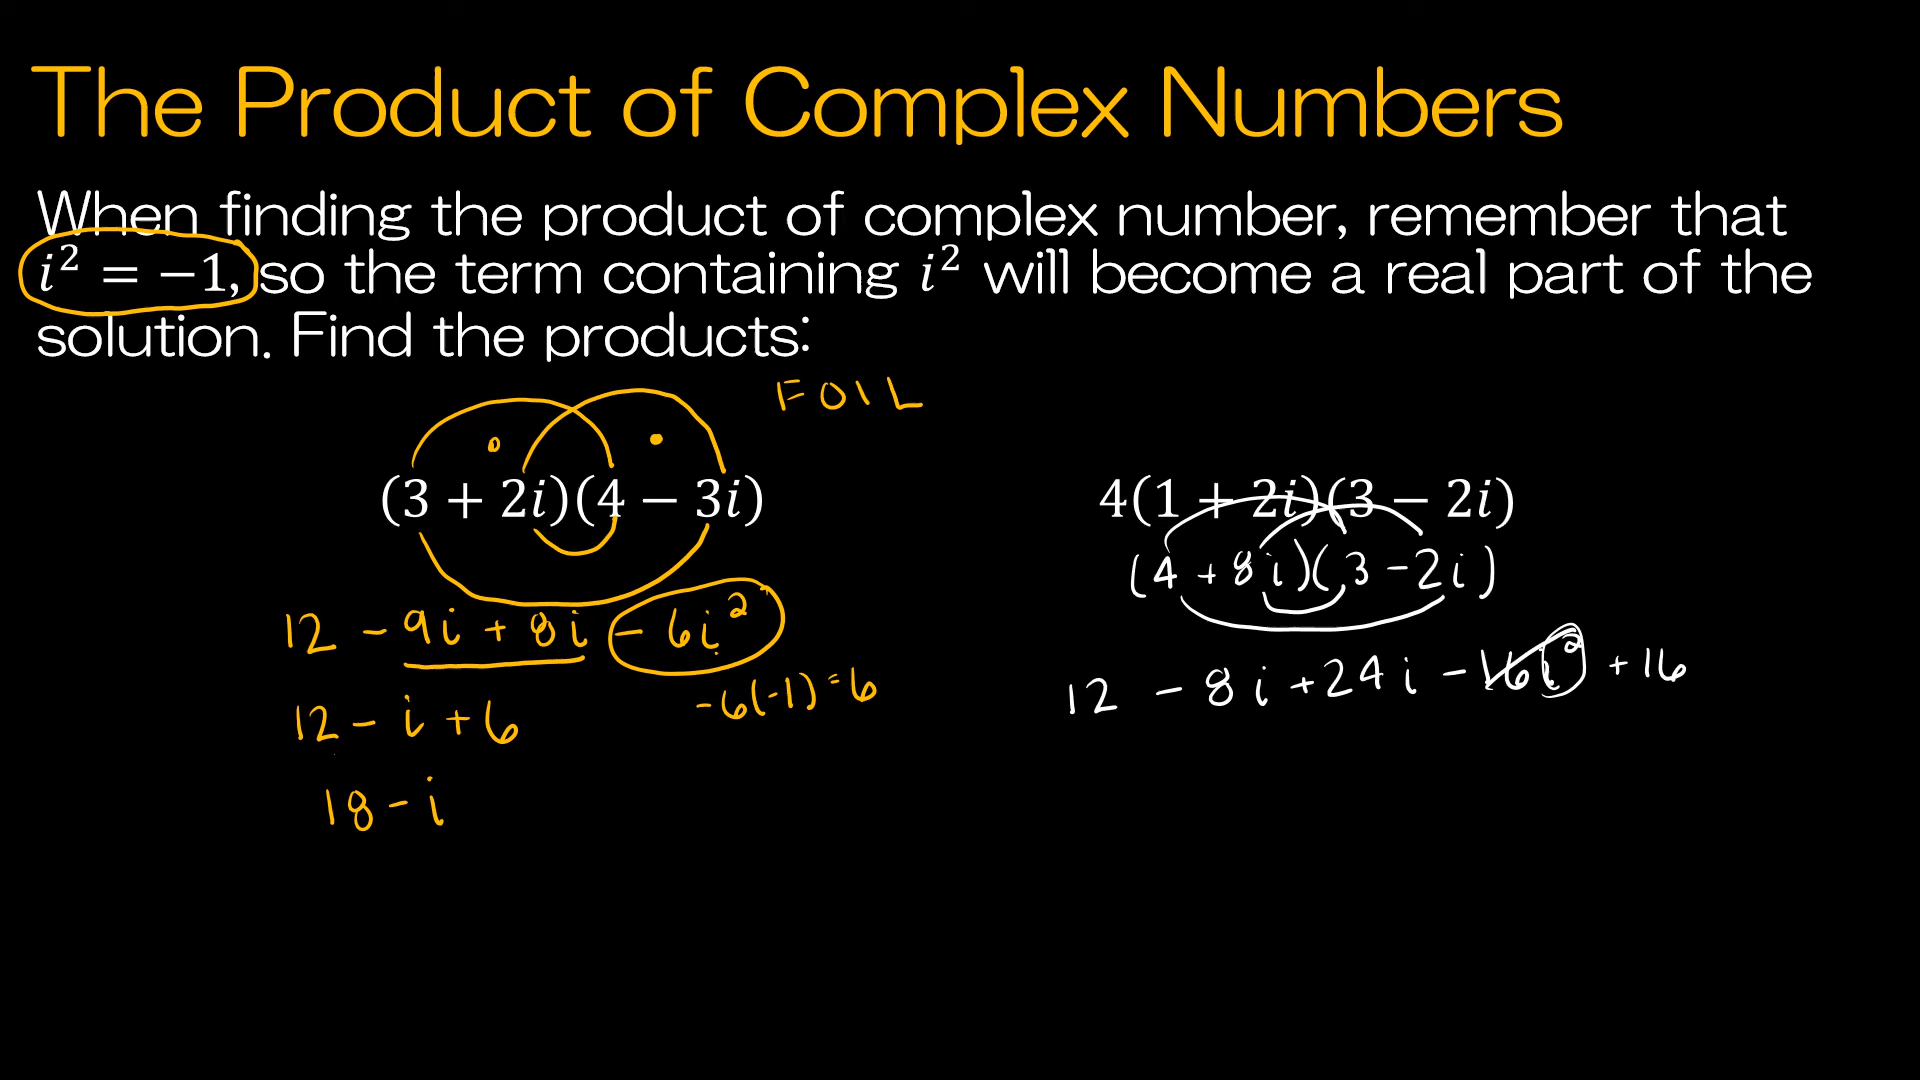 The Product of Complex Numbers
When finding the product of complex number, remember that
i² = −1, so the term containing i² will become a real part of the
solution. Find the products:
FOIL
(3 + 2i)(4 − 3i)
12 - 9i + 8i - 6i²
-6(-1) = 6
12 - i + 6
18 - i
4(1 + 2i)(3 − 2i)
(4 + 8i)(3 - 2i)
12 - 8i + 24i - 16i² + 16